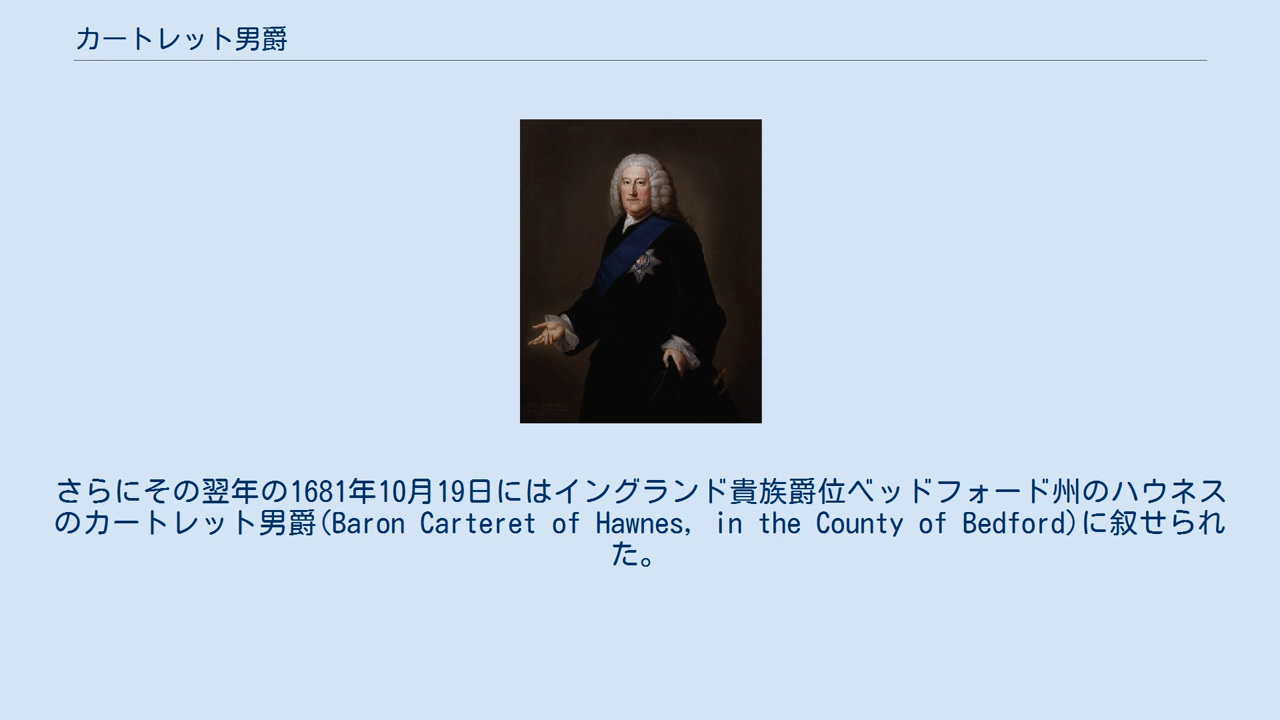 カートレット男爵
さらにその翌年の1681年10月19日にはイングランド貴族爵位ベッドフォード州のハウネス
のカートレット男爵(Baron Carteret of Hawnes, in the County of Bedford)に叙せられ
た。